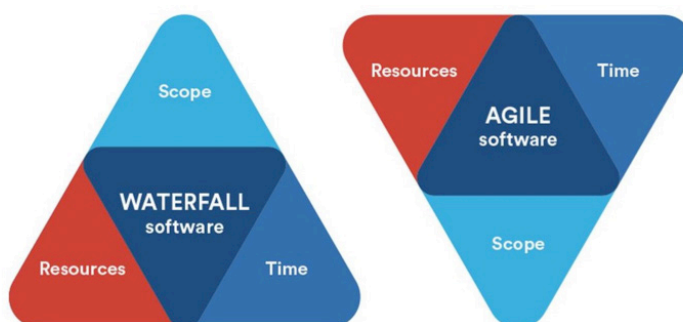 Scope
WATERFALL
software
Resources
Time
Resources
Time
AGILE
software
Scope